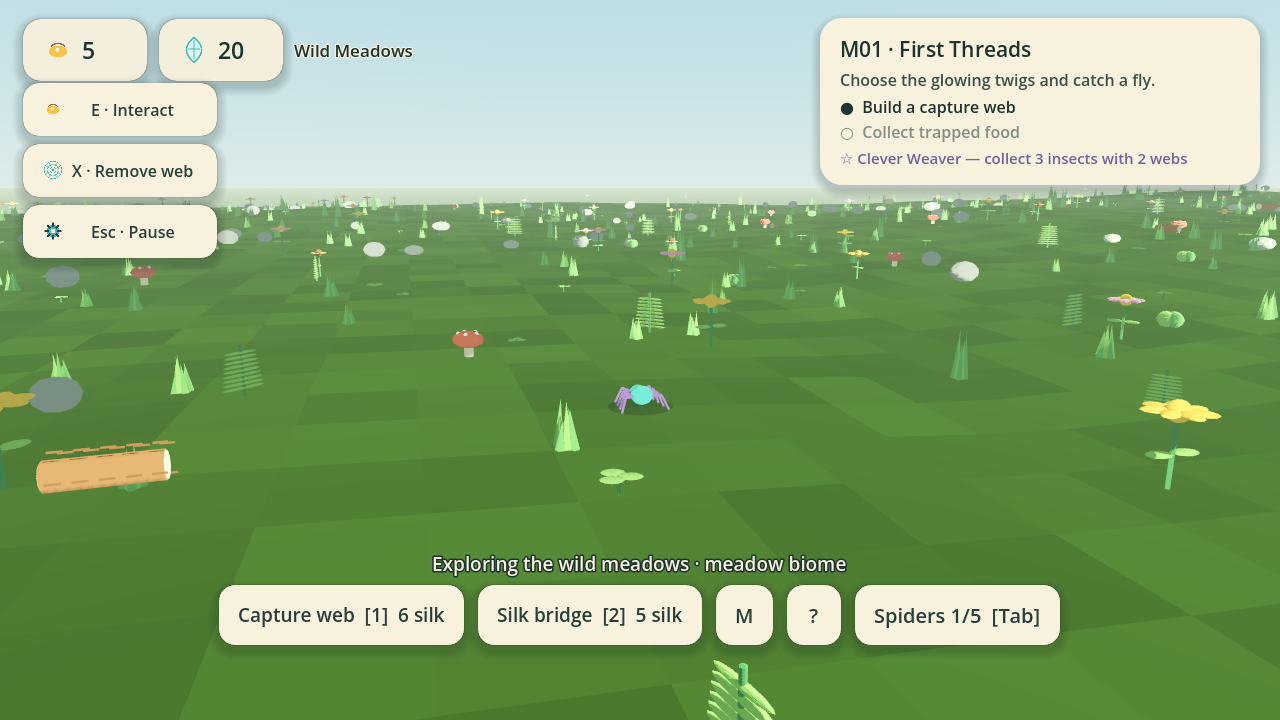 5
20
Wild Meadows
E · Interact
X · Remove web
Esc · Pause
M01 · First Threads
Choose the glowing twigs and catch a fly.
● Build a capture web
○ Collect trapped food
☆ Clever Weaver — collect 3 insects with 2 webs
Exploring the wild meadows · meadow biome
Capture web [1] 6 silk
Silk bridge [2] 5 silk
M
?
Spiders 1/5 [Tab]